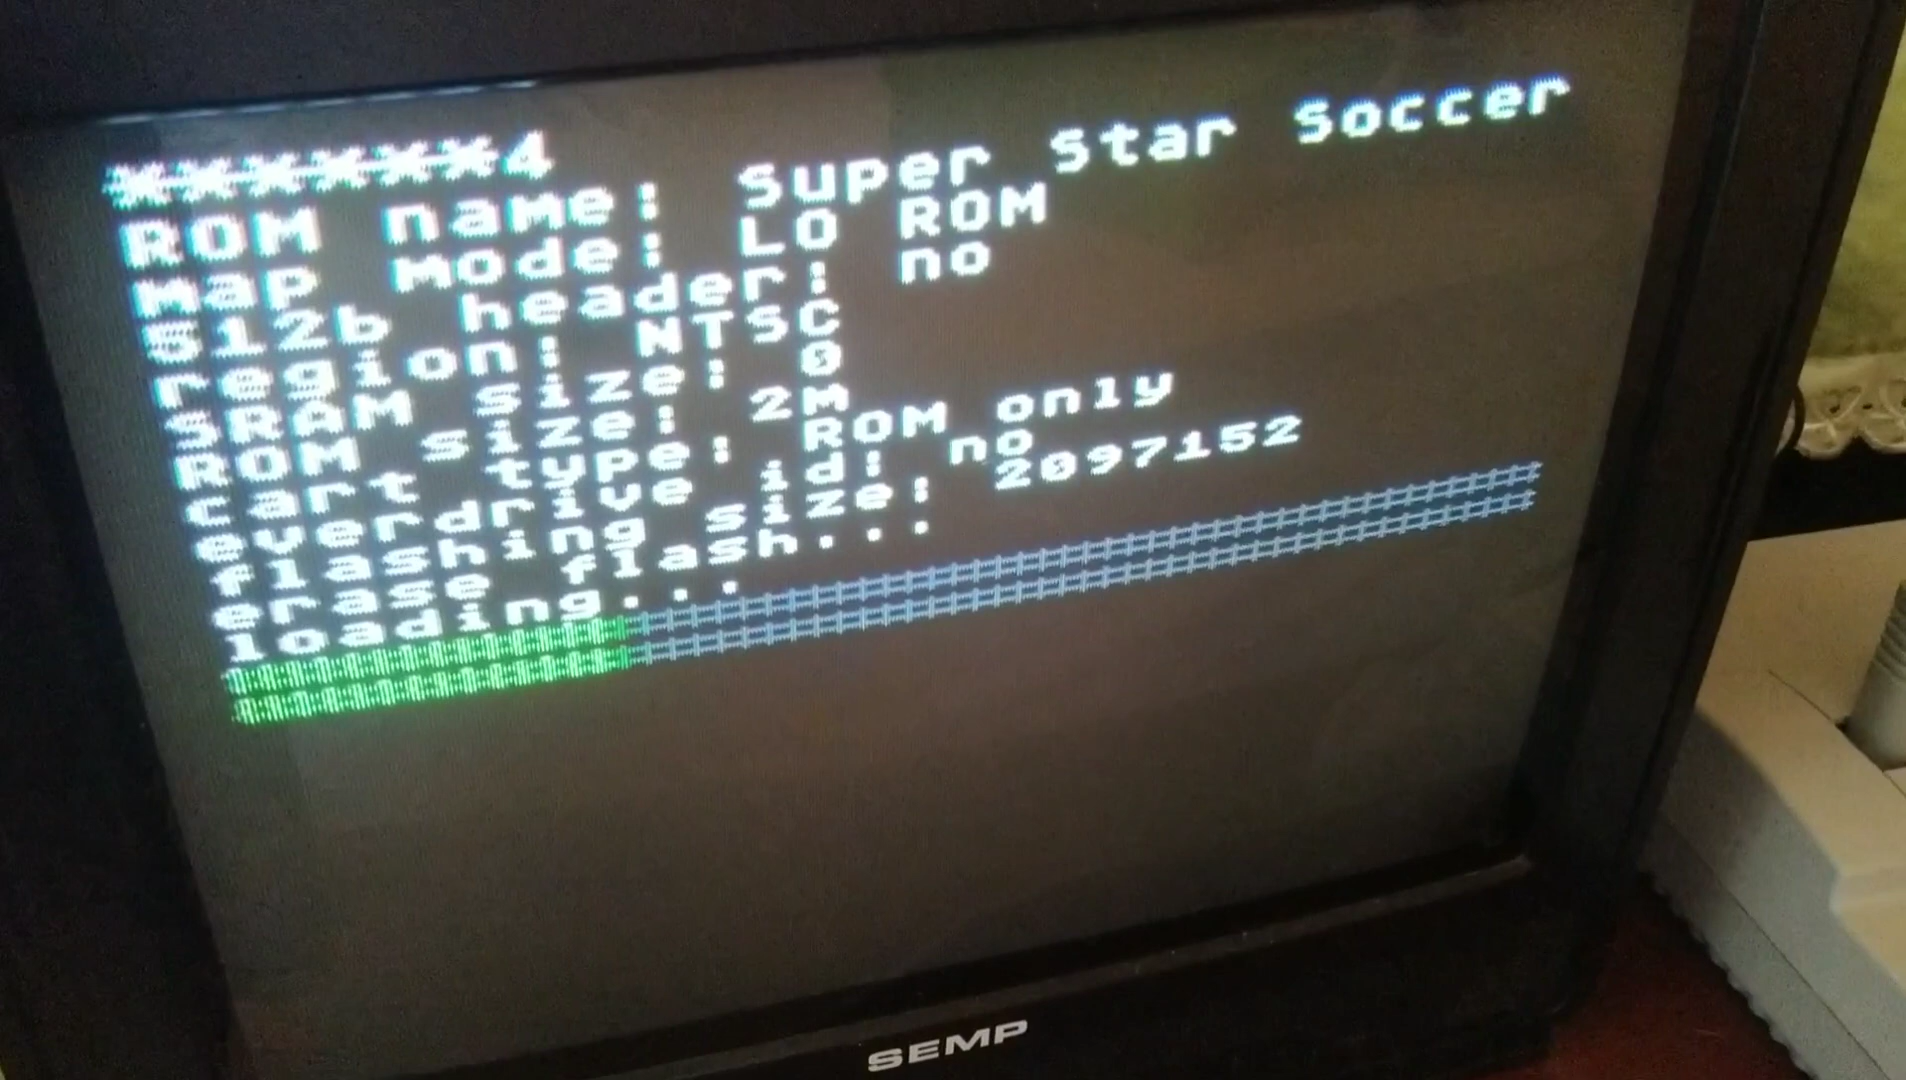 ******4
ROM name: Super Star Soccer
map mode: LO ROM
512b header: no
region: NTSC
SRAM size: 0
ROM size: 2M
cart type: ROM only
everdrive id: no
flashing size: 2097152
erase flash...
loading...
SEMP